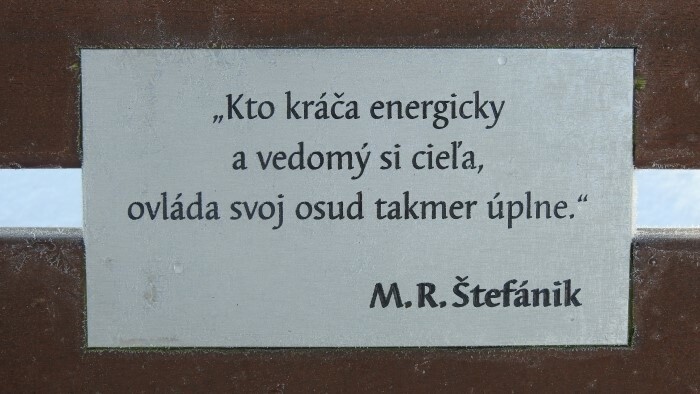 „Kto kráča energicky
a vedomý si cieľa,
ovláda svoj osud takmer úplne.“
M. R. Štefánik